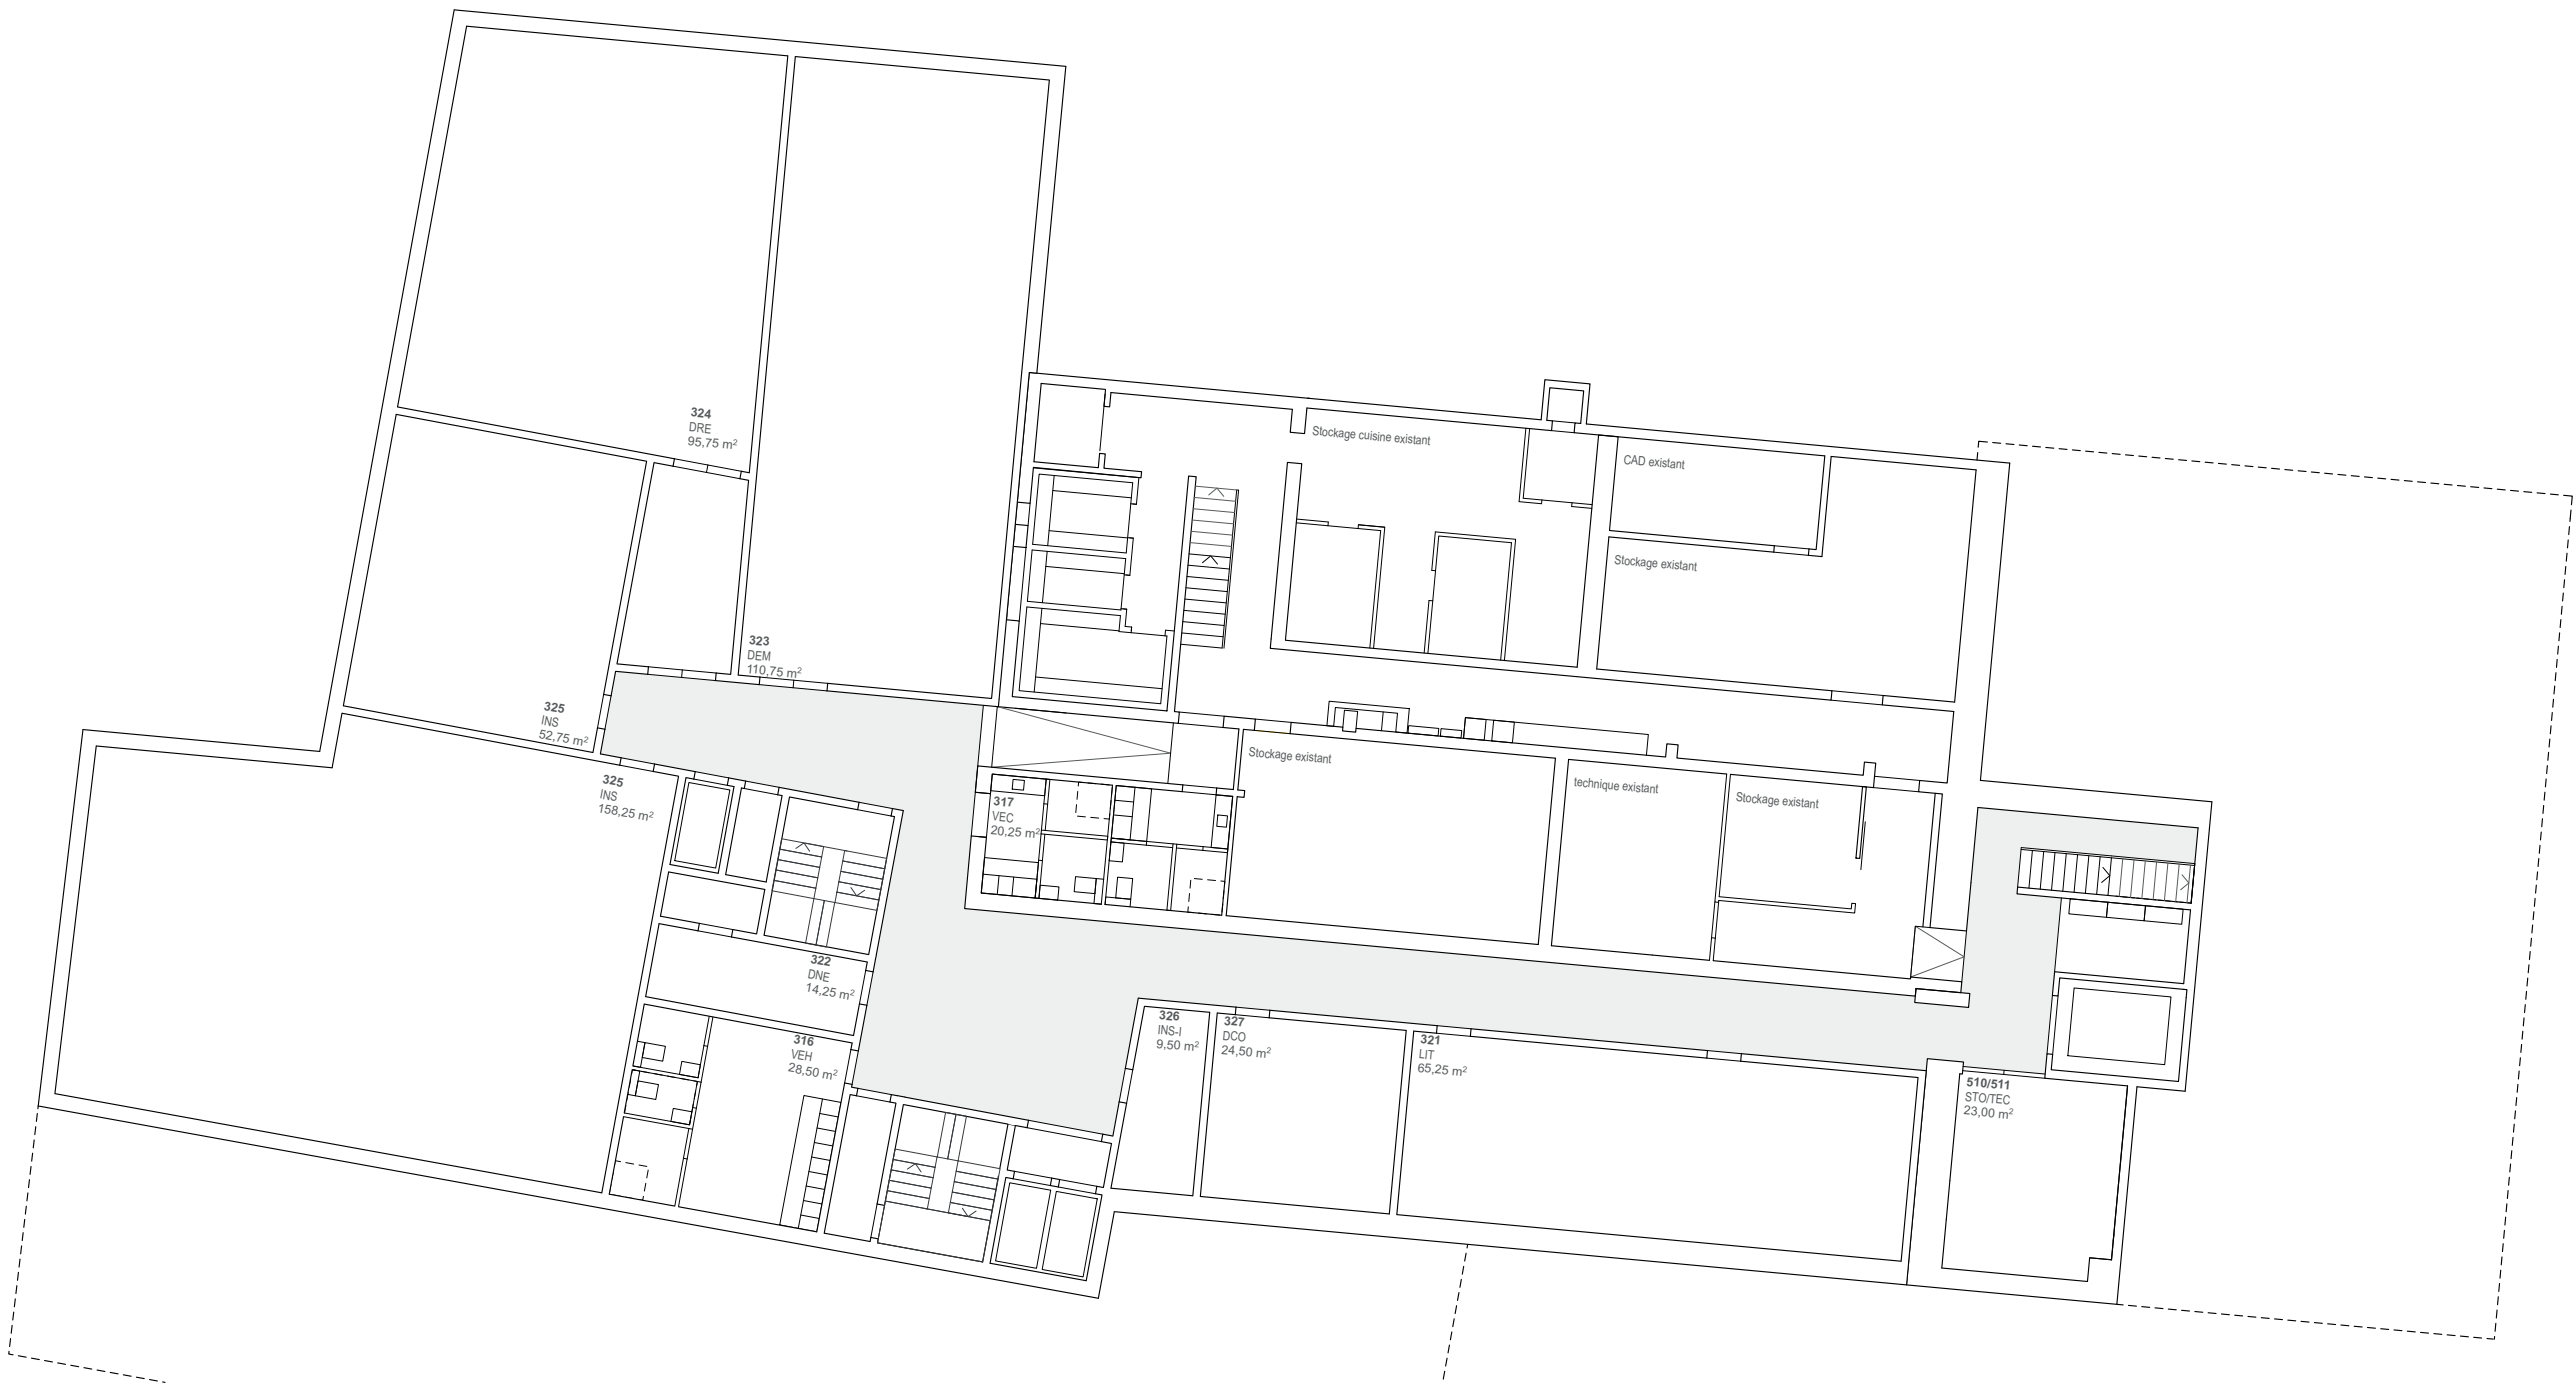 324
DRE
95,75 m²
Stockage cuisine existant
CAD existant
Stockage existant
323
DEM
110,75 m²
325
INS
52,75 m²
325
INS
158,25 m²
Stockage existant
technique existant
Stockage existant
317
VEC
20,25 m²
322
DNE
14,25 m²
316
VEH
28,50 m²
326
INS-I
9,50 m²
327
DCO
24,50 m²
321
LIT
65,25 m²
510/511
STO/TEC
23,00 m²